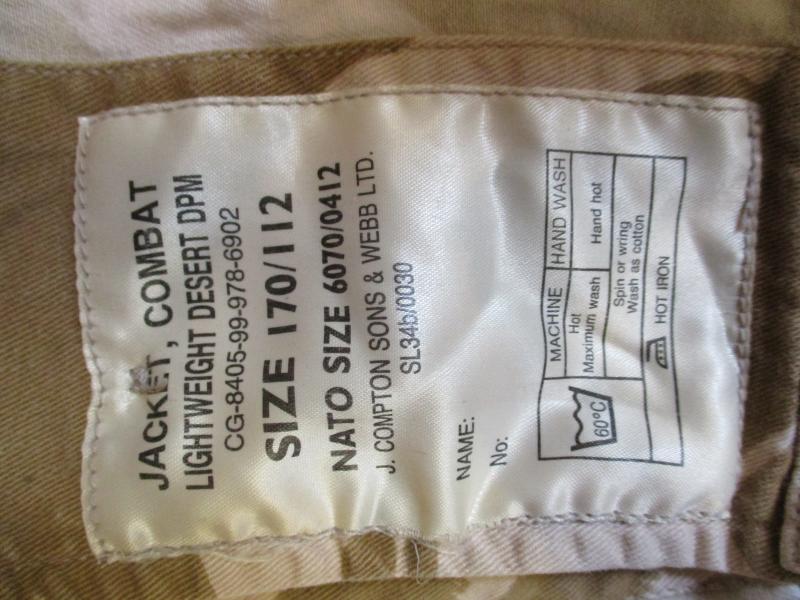 JACKET, COMBAT
LIGHTWEIGHT DESERT DPM
CG-8405-99-978-6902
SIZE 170/112
NATO SIZE 6070/0412
J. COMPTON SONS & WEBB LTD.
SL34b/0030
NAME:
No:
MACHINE HAND WASH
60°C
Hot
Maximum wash
Hand hot
Spin or wring
Wash as cotton
HOT IRON